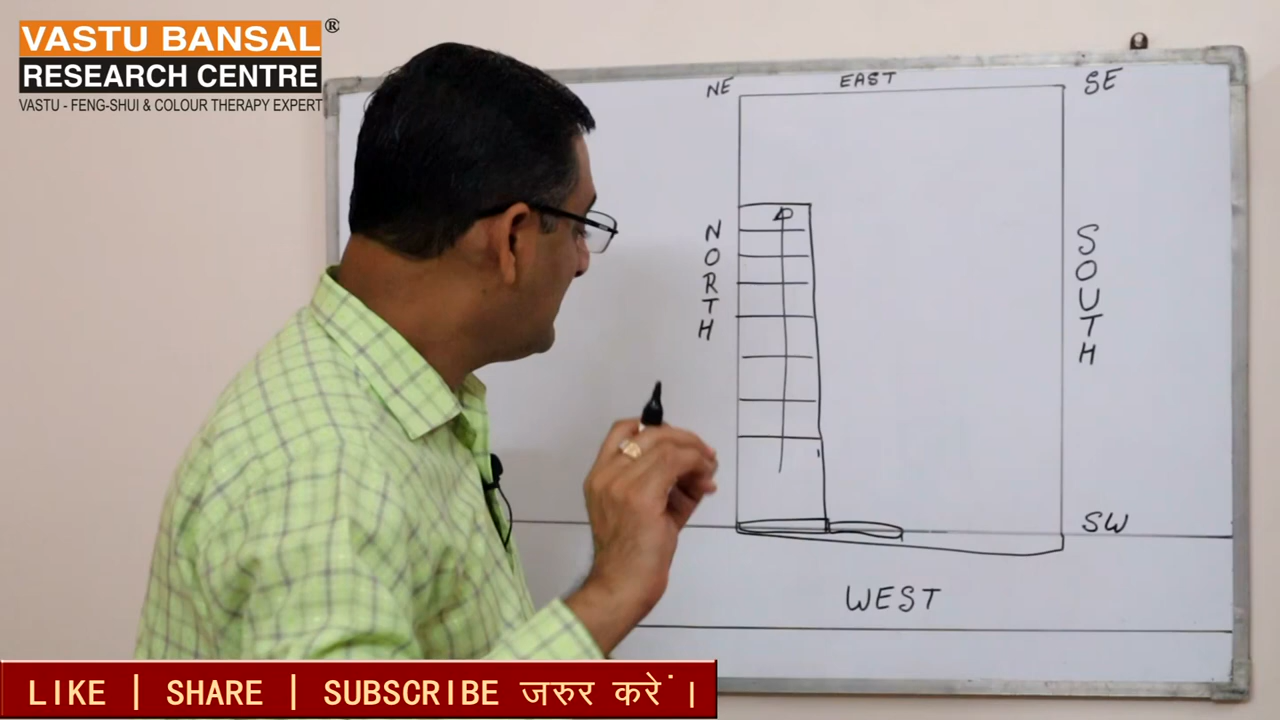 VASTU BANSAL®
RESEARCH CENTRE
VASTU - FENG-SHUI & COLOUR THERAPY EXPERT
NE EAST SE
NORTH
SOUTH
SW
WEST
LIKE | SHARE | SUBSCRIBE जरुर करें ।